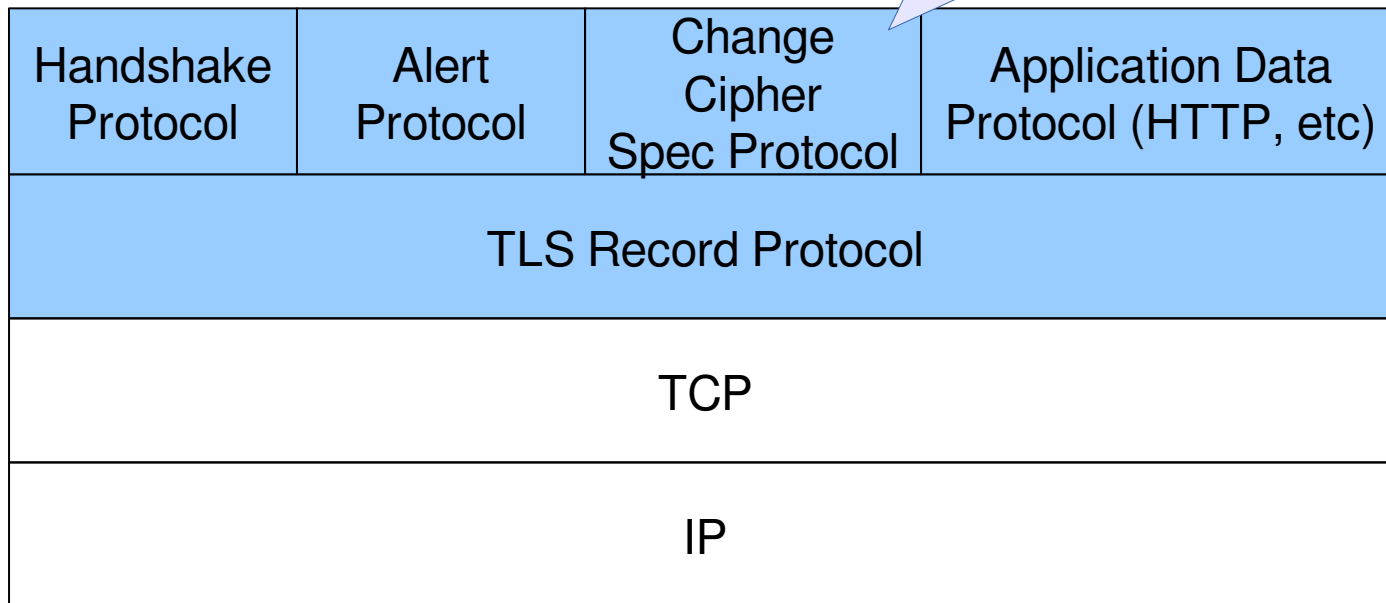 Handshake
Protocol
Alert
Protocol
Change
Cipher
Spec Protocol
Application Data
Protocol (HTTP, etc)
TLS Record Protocol
TCP
IP